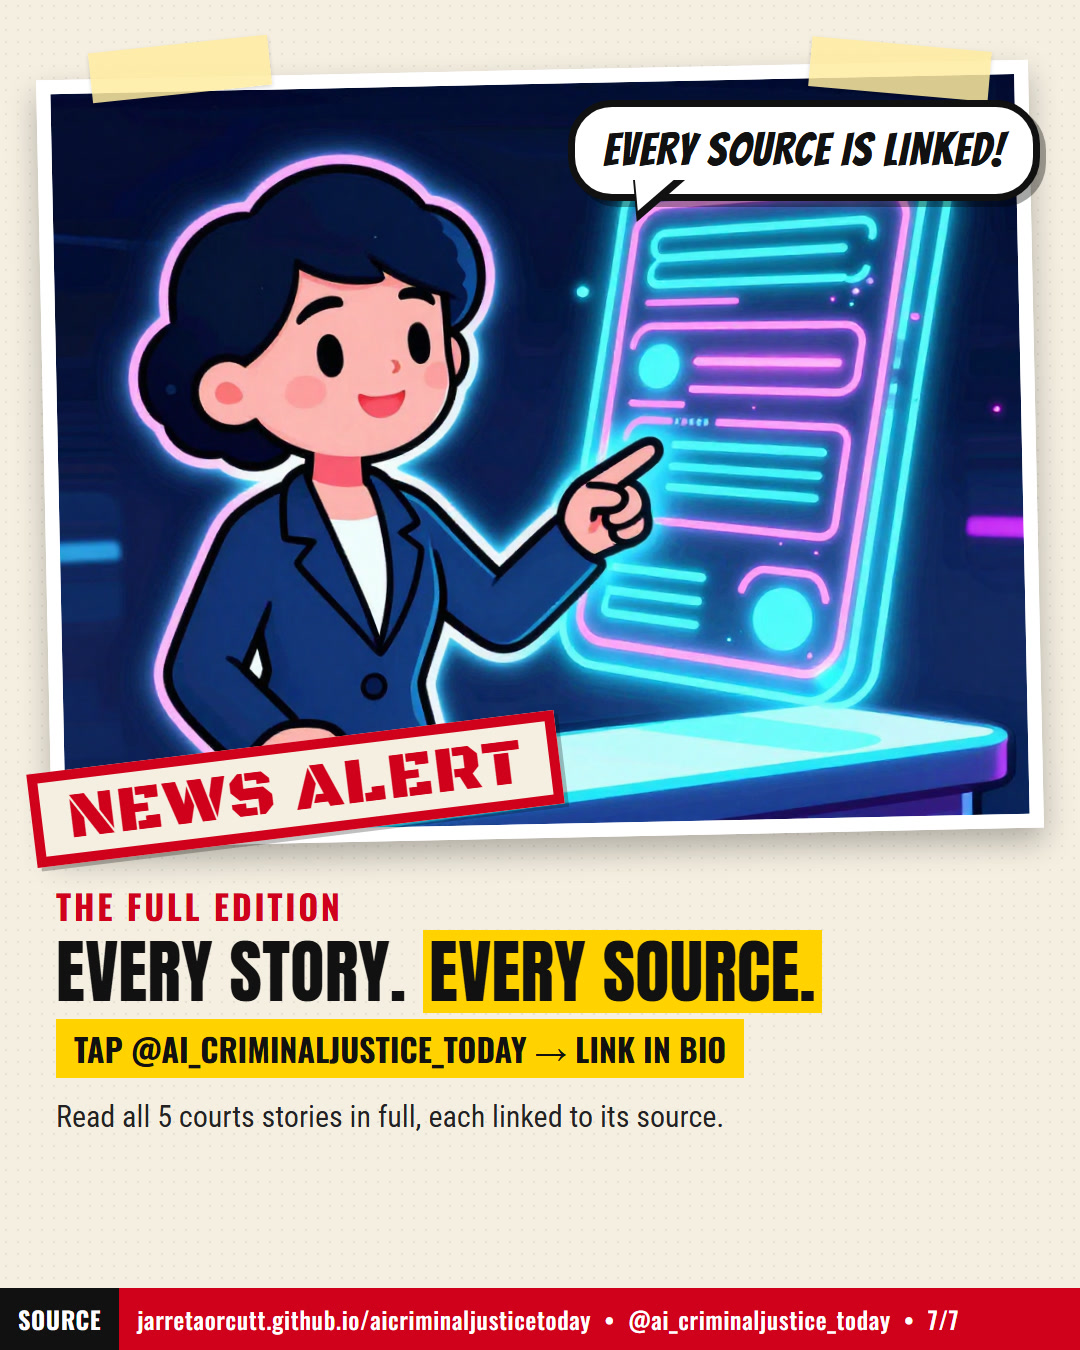 EVERY SOURCE IS LINKED!
NEWS ALERT
THE FULL EDITION
EVERY STORY. EVERY SOURCE.
TAP @AI_CRIMINALJUSTICE_TODAY → LINK IN BIO
Read all 5 courts stories in full, each linked to its source.
SOURCE jarretaorcutt.github.io/aicriminaljusticetoday • @ai_criminaljustice_today • 7/7